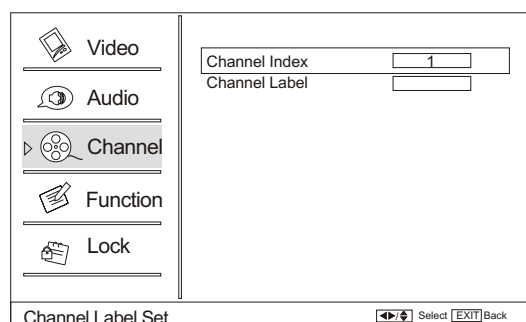 Video
Audio
Channel
Function
Lock
Channel Index 1
Channel Label
Channel Label Set
Select EXIT Back